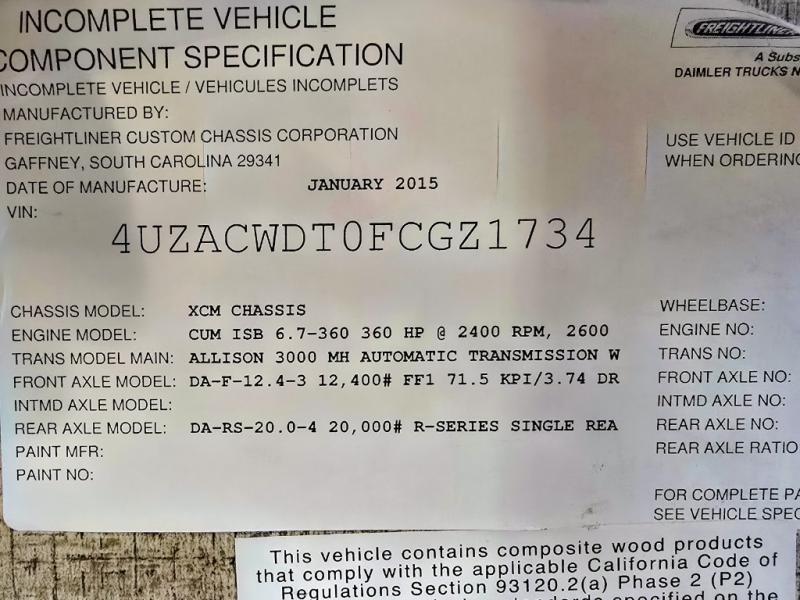 INCOMPLETE VEHICLE
COMPONENT SPECIFICATION
INCOMPLETE VEHICLE / VEHICULES INCOMPLETS
MANUFACTURED BY:
FREIGHTLINER CUSTOM CHASSIS CORPORATION
GAFFNEY, SOUTH CAROLINA 29341
DATE OF MANUFACTURE: JANUARY 2015
VIN:
4UZACWDT0FCGZ1734
FREIGHTLINER
A Subs
DAIMLER TRUCKS N
USE VEHICLE ID
WHEN ORDERING
CHASSIS MODEL: XCM CHASSIS
ENGINE MODEL: CUM ISB 6.7-360 360 HP @ 2400 RPM, 2600
TRANS MODEL MAIN: ALLISON 3000 MH AUTOMATIC TRANSMISSION W
FRONT AXLE MODEL: DA-F-12.4-3 12,400# FF1 71.5 KPI/3.74 DR
INTMD AXLE MODEL:
REAR AXLE MODEL: DA-RS-20.0-4 20,000# R-SERIES SINGLE REA
PAINT MFR:
PAINT NO:
WHEELBASE:
ENGINE NO:
TRANS NO:
FRONT AXLE NO:
INTMD AXLE NO:
REAR AXLE NO:
REAR AXLE RATIO
FOR COMPLETE PA
SEE VEHICLE SPEC
This vehicle contains composite wood products
that comply with the applicable California Code of
Regulations Section 93120.2(a) Phase 2 (P2)
specified on the